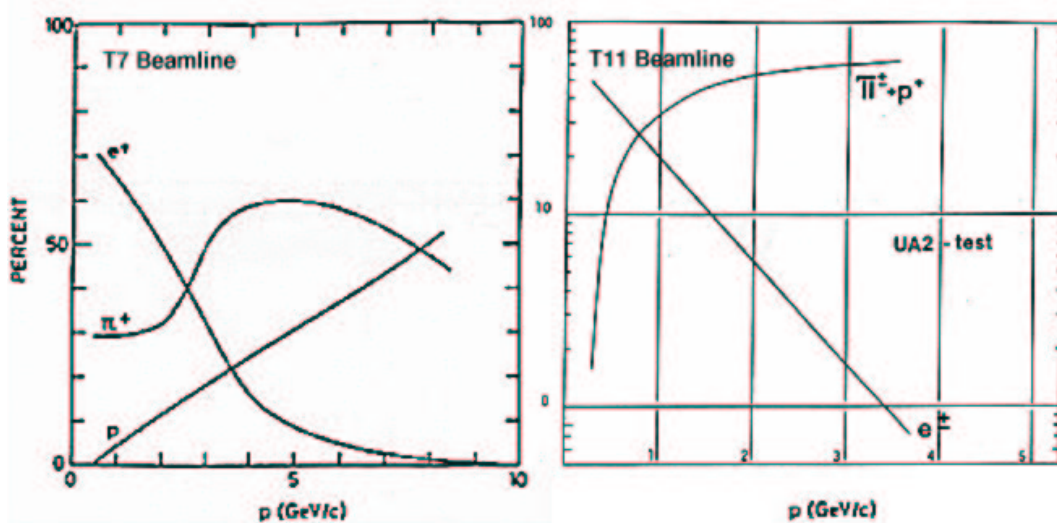 100
T7 Beamline
e+
PERCENT
50
π+
p
0
0
5
10
p (GeV/c)
100
T11 Beamline
π±+p+
10
UA2-test
0
e±
1
2
3
4
5
p (GeV/c)